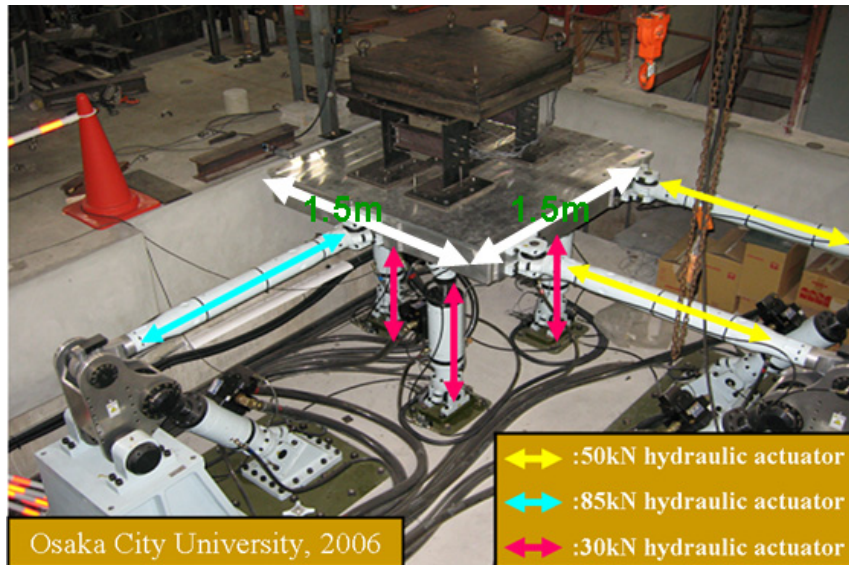 1.5m
1.5m
:50kN hydraulic actuator
:85kN hydraulic actuator
:30kN hydraulic actuator
Osaka City University, 2006